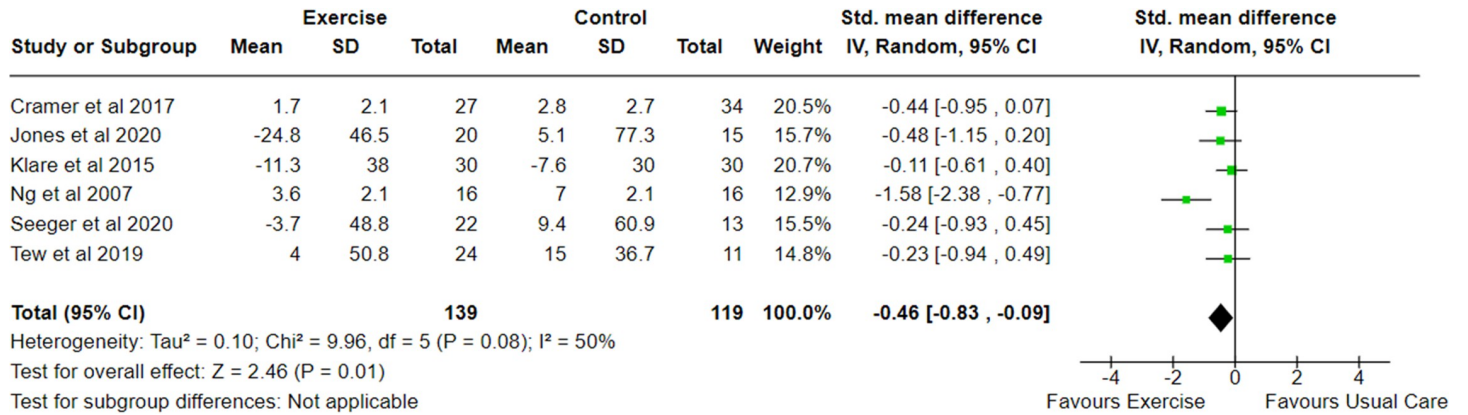 Exercise Control Std. mean difference Std. mean difference
Study or Subgroup Mean SD Total Mean SD Total Weight IV, Random, 95% CI IV, Random, 95% CI
Cramer et al 2017 1.7 2.1 27 2.8 2.7 34 20.5% -0.44 [-0.95 , 0.07]
Jones et al 2020 -24.8 46.5 20 5.1 77.3 15 15.7% -0.48 [-1.15 , 0.20]
Klare et al 2015 -11.3 38 30 -7.6 30 30 20.7% -0.11 [-0.61 , 0.40]
Ng et al 2007 3.6 2.1 16 7 2.1 16 12.9% -1.58 [-2.38 , -0.77]
Seeger et al 2020 -3.7 48.8 22 9.4 60.9 13 15.5% -0.24 [-0.93 , 0.45]
Tew et al 2019 4 50.8 24 15 36.7 11 14.8% -0.23 [-0.94 , 0.49]
Total (95% CI) 139 119 100.0% -0.46 [-0.83 , -0.09]
Heterogeneity: Tau² = 0.10; Chi² = 9.96, df = 5 (P = 0.08); I² = 50%
Test for overall effect: Z = 2.46 (P = 0.01)
Test for subgroup differences: Not applicable
-4 -2 0 2 4
Favours Exercise Favours Usual Care